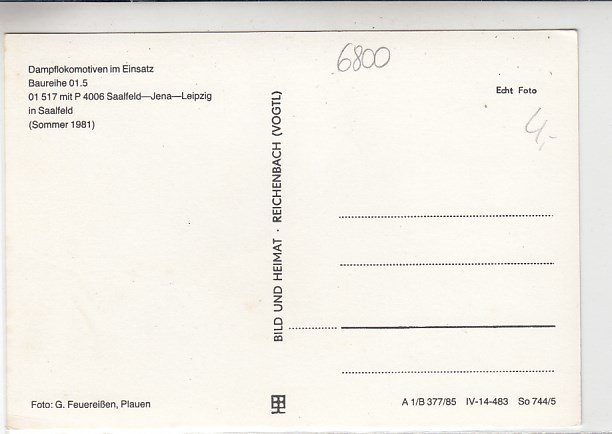 Dampflokomotiven im Einsatz
Baureihe 01.5
01 517 mit P 4006 Saalfeld—Jena—Leipzig
in Saalfeld
(Sommer 1981)
Foto: G. Feuereißen, Plauen
BILD UND HEIMAT · REICHENBACH (VOGTL)
6800
Echt Foto
4,-
A 1/B 377/85 IV-14-483 So 744/5